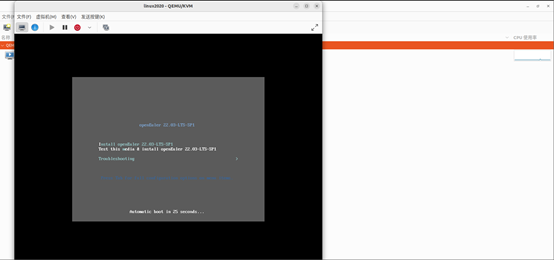 linux2020 - QEMU/KVM
文件(F) 虚拟机(M) 查看(V) 发送按键(K)
文件(F)
名称
CPU 使用率
QEM
openEuler 22.03-LTS-SP1
Install openEuler 22.03-LTS-SP1
Test this media & install openEuler 22.03-LTS-SP1
Troubleshooting
Automatic boot in 25 seconds...